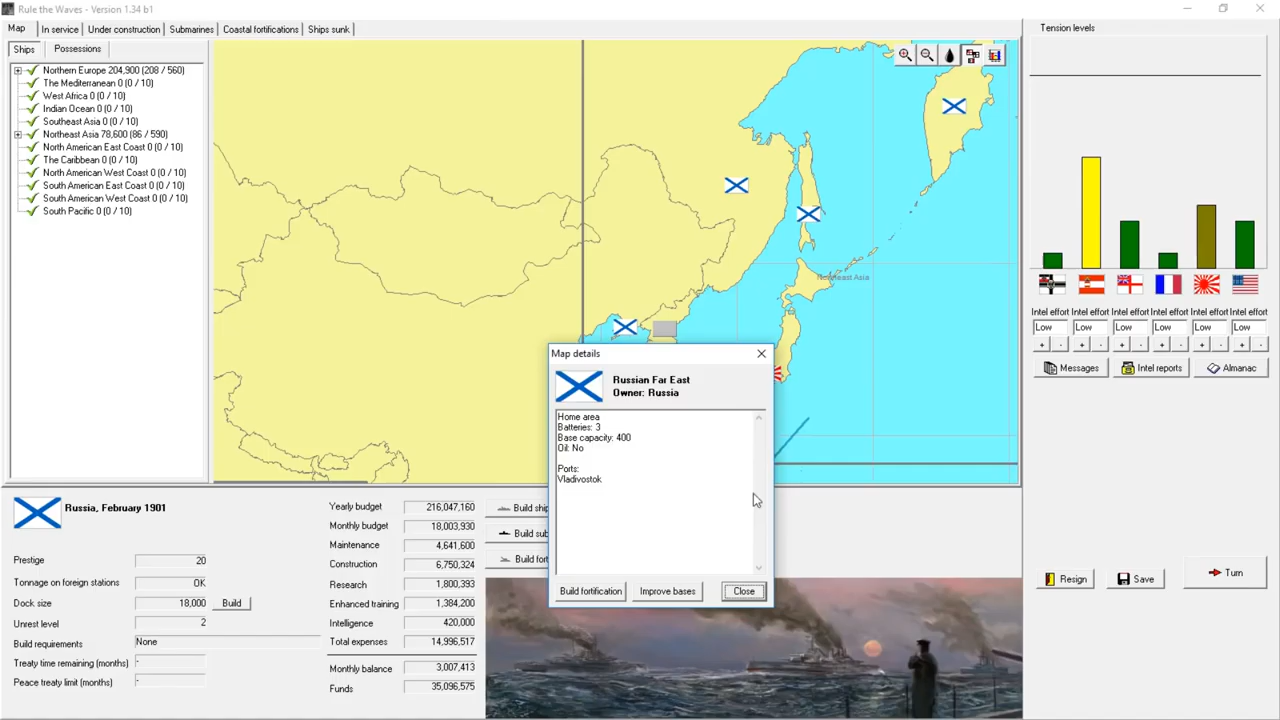 Rule the Waves - Version 1.34 b1
Map
In service
Under construction
Submarines
Coastal fortifications
Ships sunk
Ships
Possessions
Northern Europe 204,900 (208 / 560)
The Mediterranean 0 (0 / 10)
West Africa 0 (0 / 10)
Indian Ocean 0 (0 / 10)
Southeast Asia 0 (0 / 10)
Northeast Asia 78,600 (86 / 590)
North American East Coast 0 (0 / 10)
The Caribbean 0 (0 / 10)
North American West Coast 0 (0 / 10)
South American East Coast 0 (0 / 10)
South American West Coast 0 (0 / 10)
South Pacific 0 (0 / 10)
Northeast Asia
Map details
Russian Far East
Owner: Russia
Home area
Batteries: 3
Base capacity: 400
Oil: No
Ports:
Vladivostok
Build fortification
Improve bases
Close
Tension levels
Intel effort Intel effort Intel effort Intel effort Intel effort Intel effort
Low Low Low Low Low Low
+ - + - + - + - + - + -
Messages
Intel reports
Almanac
Russia, February 1901
Prestige 20
Tonnage on foreign stations OK
Dock size 18,000 Build
Unrest level 2
Build requirements None
Treaty time remaining (months) -
Peace treaty limit (months) -
Yearly budget 216,047,160
Monthly budget 18,003,930
Maintenance 4,641,600
Construction 6,750,324
Research 1,800,393
Enhanced training 1,384,200
Intelligence 420,000
Total expenses 14,996,517
Monthly balance 3,007,413
Funds 35,096,575
Build ship
Build sub
Build fort
Resign
Save
Turn